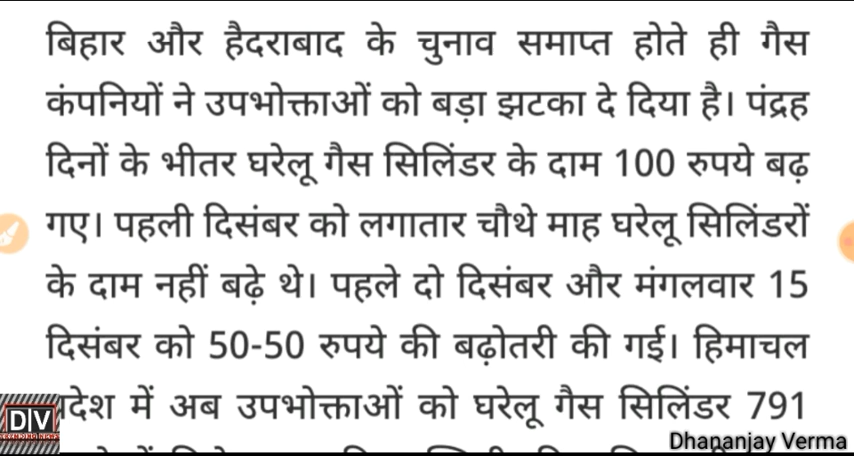 बिहार और हैदराबाद के चुनाव समाप्त होते ही गैस
कंपनियों ने उपभोक्ताओं को बड़ा झटका दे दिया है। पंद्रह
दिनों के भीतर घरेलू गैस सिलिंडर के दाम 100 रुपये बढ़
गए। पहली दिसंबर को लगातार चौथे माह घरेलू सिलिंडरों
के दाम नहीं बढ़े थे। पहले दो दिसंबर और मंगलवार 15
दिसंबर को 50-50 रुपये की बढ़ोतरी की गई। हिमाचल
में अब उपभोक्ताओं को घरेलू गैस सिलिंडर 791
DIV
Dhananjay Verma